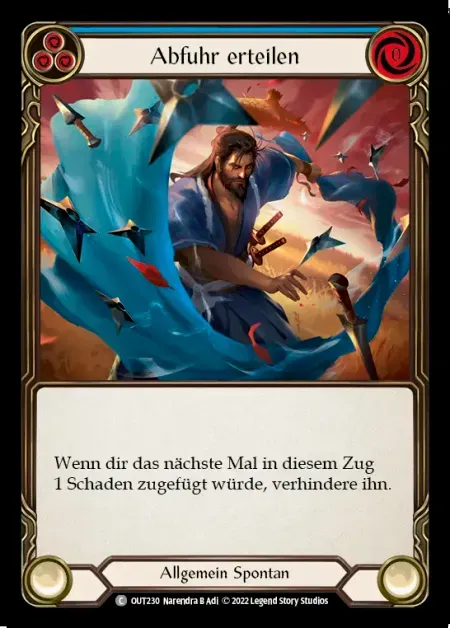 Abfuhr erteilen
0
Wenn dir das nächste Mal in diesem Zug
1 Schaden zugefügt würde, verhindere ihn.
Allgemein Spontan
C OUT230 Narendra B Adi © 2022 Legend Story Studios